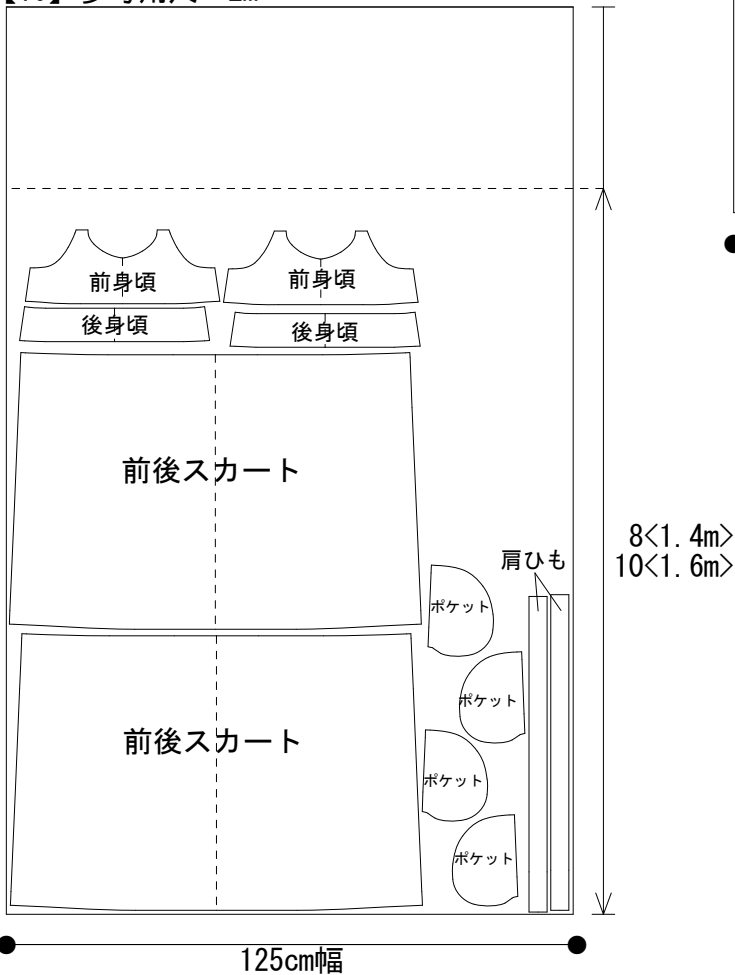 前身頃
前身頃
後身頃
後身頃
前後スカート
8<1.4m>
10<1.6m>
肩ひも
ポケット
ポケット
前後スカート
ポケット
ポケット
125cm幅